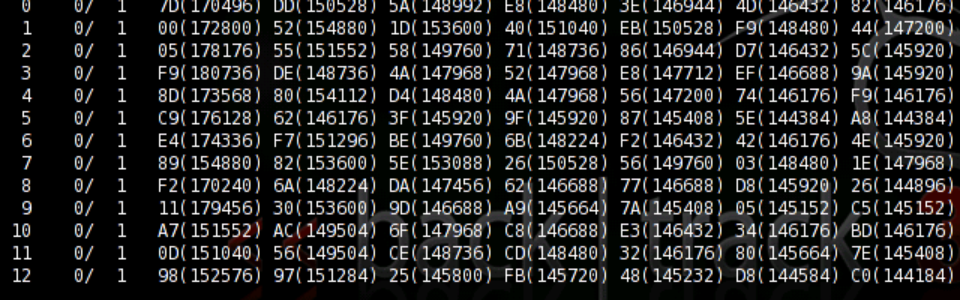 0 0/ 1 7D(170496) DD(150528) 5A(148992) E8(148480) 3E(146944) 4D(146432) 82(146176)
1 0/ 1 00(172800) 52(154880) 1D(153600) 40(151040) EB(150528) F9(148480) 44(147200)
2 0/ 1 05(178176) 55(151552) 58(149760) 71(148736) 86(146944) D7(146432) 5C(145920)
3 0/ 1 F9(180736) DE(148736) 4A(147968) 52(147968) E8(147712) EF(146688) 9A(145920)
4 0/ 1 8D(173568) 80(154112) D4(148480) 4A(147968) 56(147200) 74(146176) F9(146176)
5 0/ 1 C9(176128) 62(146176) 3F(145920) 9F(145920) 87(145408) 5E(144384) A8(144384)
6 0/ 1 E4(174336) F7(151296) BE(149760) 6B(148224) F2(146432) 42(146176) 4E(145920)
7 0/ 1 89(154880) 82(153600) 5E(153088) 26(150528) 56(149760) 03(148480) 1E(147968)
8 0/ 1 F2(170240) 6A(148224) DA(147456) 62(146688) 77(146688) D8(145920) 26(144896)
9 0/ 1 11(179456) 30(153600) 9D(146688) A9(145664) 7A(145408) 05(145152) C5(145152)
10 0/ 1 A7(151552) AC(149504) 6F(147968) C8(146688) E3(146432) 34(146176) BD(146176)
11 0/ 1 0D(151040) 56(149504) CE(148736) CD(148480) 32(146176) 80(145664) 7E(145408)
12 0/ 1 98(152576) 97(151284) 25(145800) FB(145720) 48(145232) D8(144584) C0(144184)
back | track